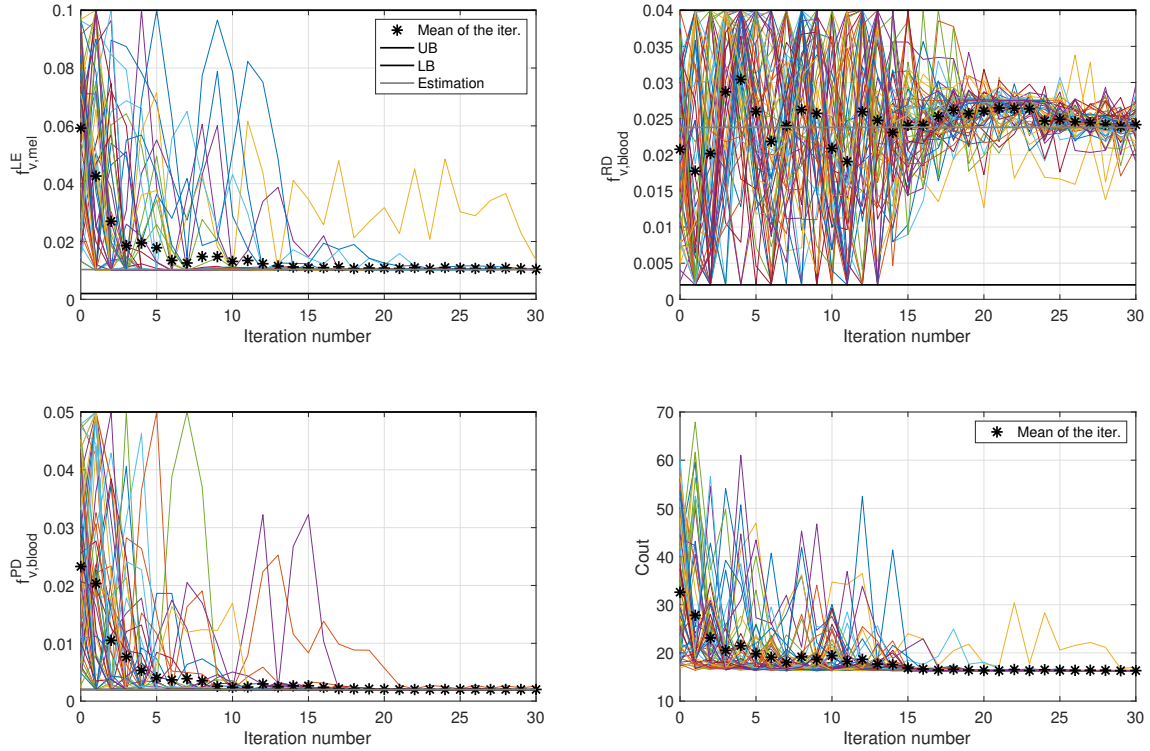 0.1
0.08
0.06
0.04
0.02
0
f^LE_v,mel
0 5 10 15 20 25 30
Iteration number
Mean of the iter.
UB
LB
Estimation
0.04
0.035
0.03
0.025
0.02
0.015
0.01
0.005
0
f^RD_v,blood
0 5 10 15 20 25 30
Iteration number
0.05
0.04
0.03
0.02
0.01
0
f^PD_v,blood
0 5 10 15 20 25 30
Iteration number
70
60
50
40
30
20
10
Cout
0 5 10 15 20 25 30
Iteration number
Mean of the iter.